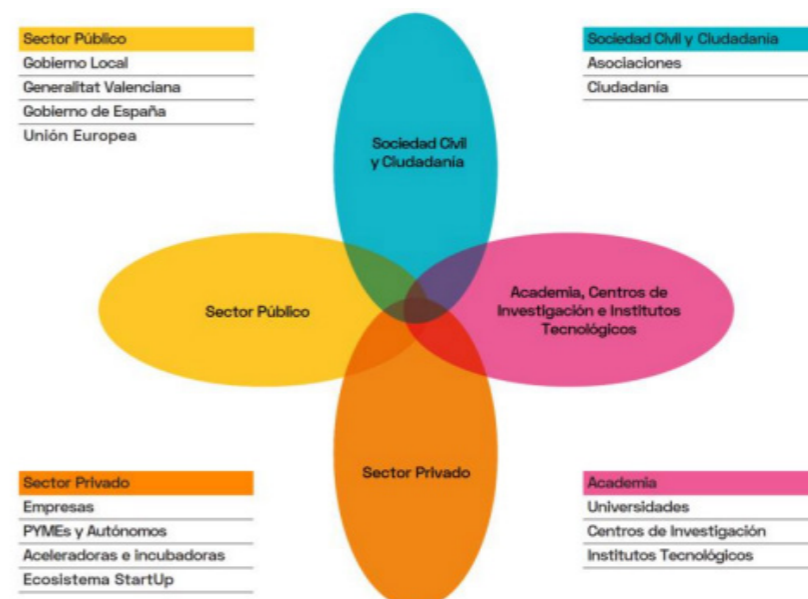 Sector Público
Gobierno Local
Generalitat Valenciana
Gobierno de España
Unión Europea
Sociedad Civil y Ciudadanía
Asociaciones
Ciudadanía
Sociedad Civil
y Ciudadanía
Sector Público
Academia, Centros de
Investigación e Institutos
Tecnológicos
Sector Privado
Sector Privado
Empresas
PYMEs y Autónomos
Aceleradoras e incubadoras
Ecosistema StartUp
Academia
Universidades
Centros de Investigación
Institutos Tecnológicos